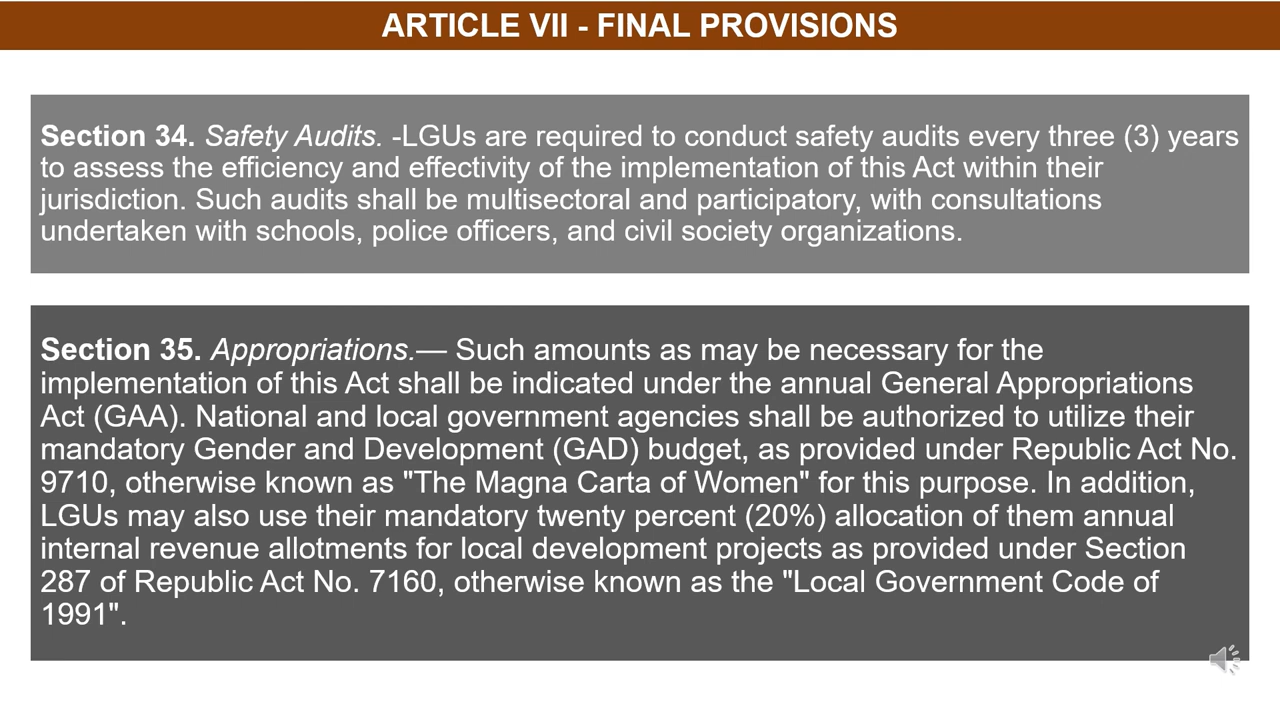 ARTICLE VII - FINAL PROVISIONS
Section 34. Safety Audits. -LGUs are required to conduct safety audits every three (3) years
to assess the efficiency and effectivity of the implementation of this Act within their
jurisdiction. Such audits shall be multisectoral and participatory, with consultations
undertaken with schools, police officers, and civil society organizations.
Section 35. Appropriations.— Such amounts as may be necessary for the
implementation of this Act shall be indicated under the annual General Appropriations
Act (GAA). National and local government agencies shall be authorized to utilize their
mandatory Gender and Development (GAD) budget, as provided under Republic Act No.
9710, otherwise known as "The Magna Carta of Women" for this purpose. In addition,
LGUs may also use their mandatory twenty percent (20%) allocation of them annual
internal revenue allotments for local development projects as provided under Section
287 of Republic Act No. 7160, otherwise known as the "Local Government Code of
1991".